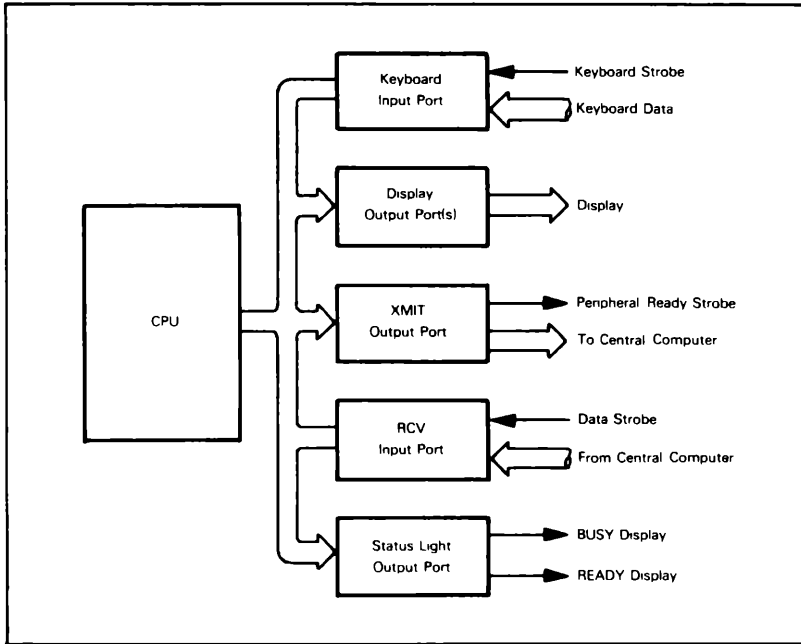 Keyboard
Input Port
Keyboard Strobe
Keyboard Data
Display
Output Port(s)
Display
CPU
XMIT
Output Port
Peripheral Ready Strobe
To Central Computer
RCV
Input Port
Data Strobe
From Central Computer
Status Light
Output Port
BUSY Display
READY Display